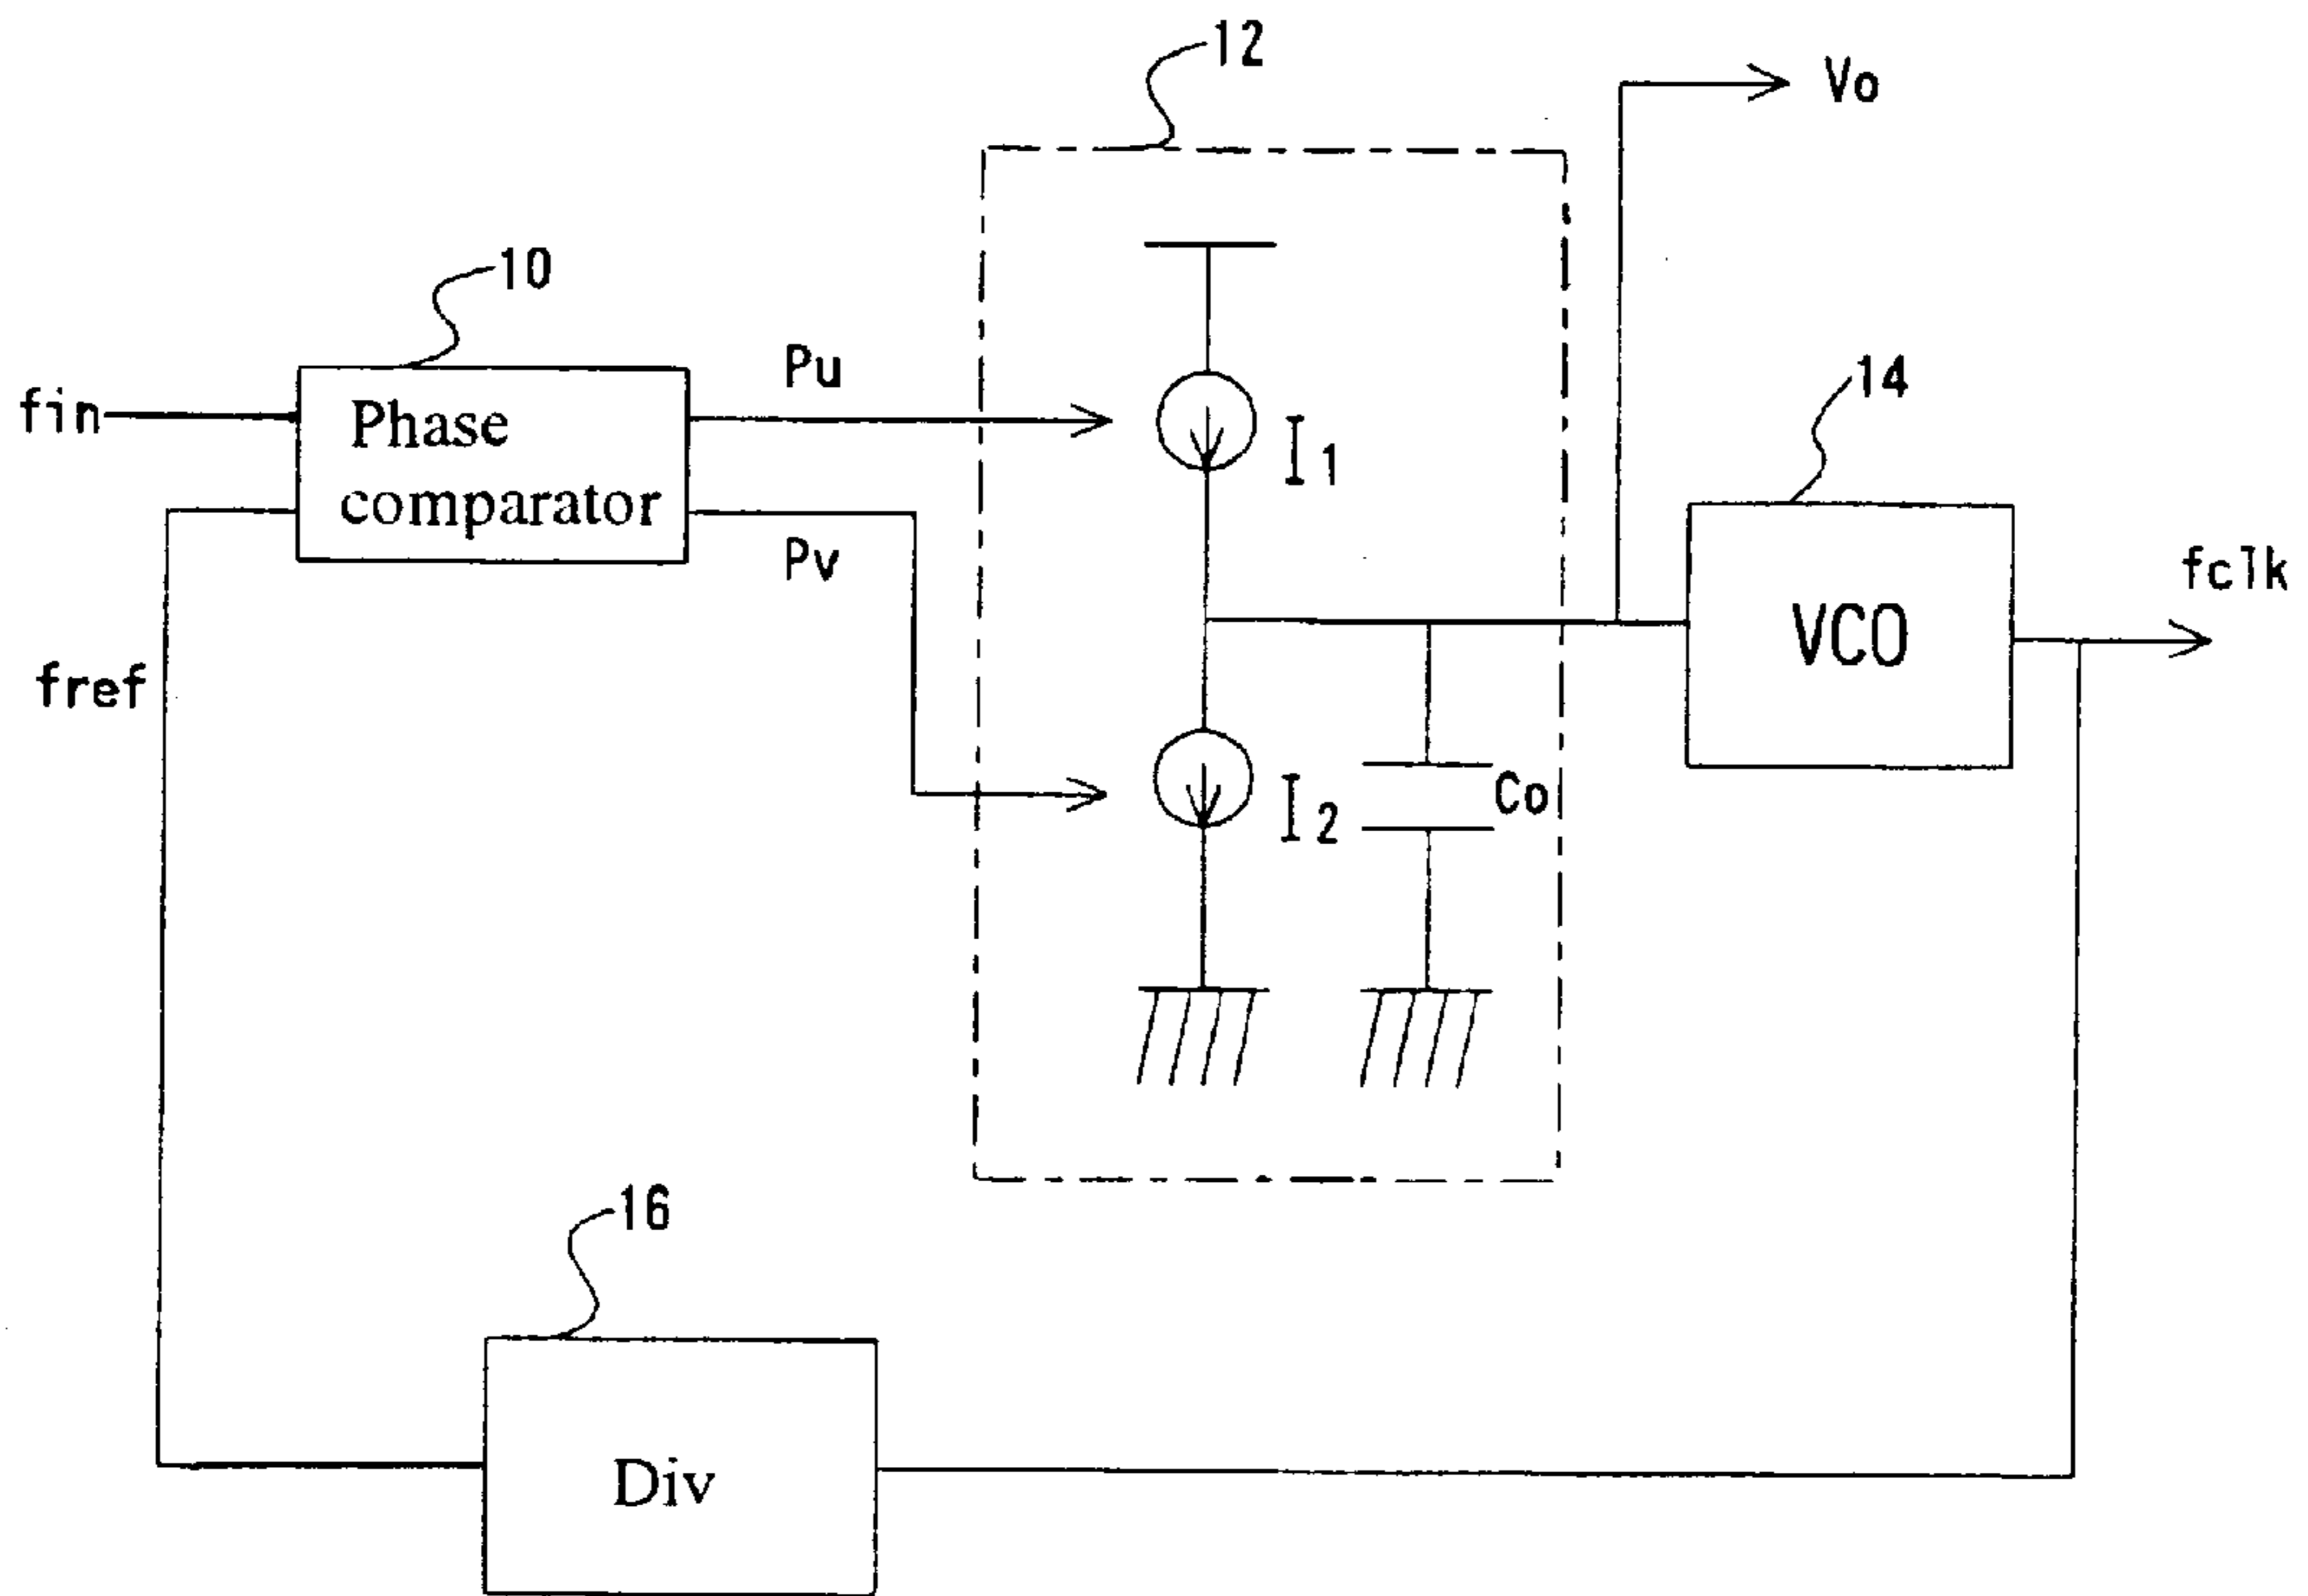 12
Vo
10
Pu
fin
Phase
comparator
I1
14
Pv
fclk
VCO
fref
I2
Co
16
Div